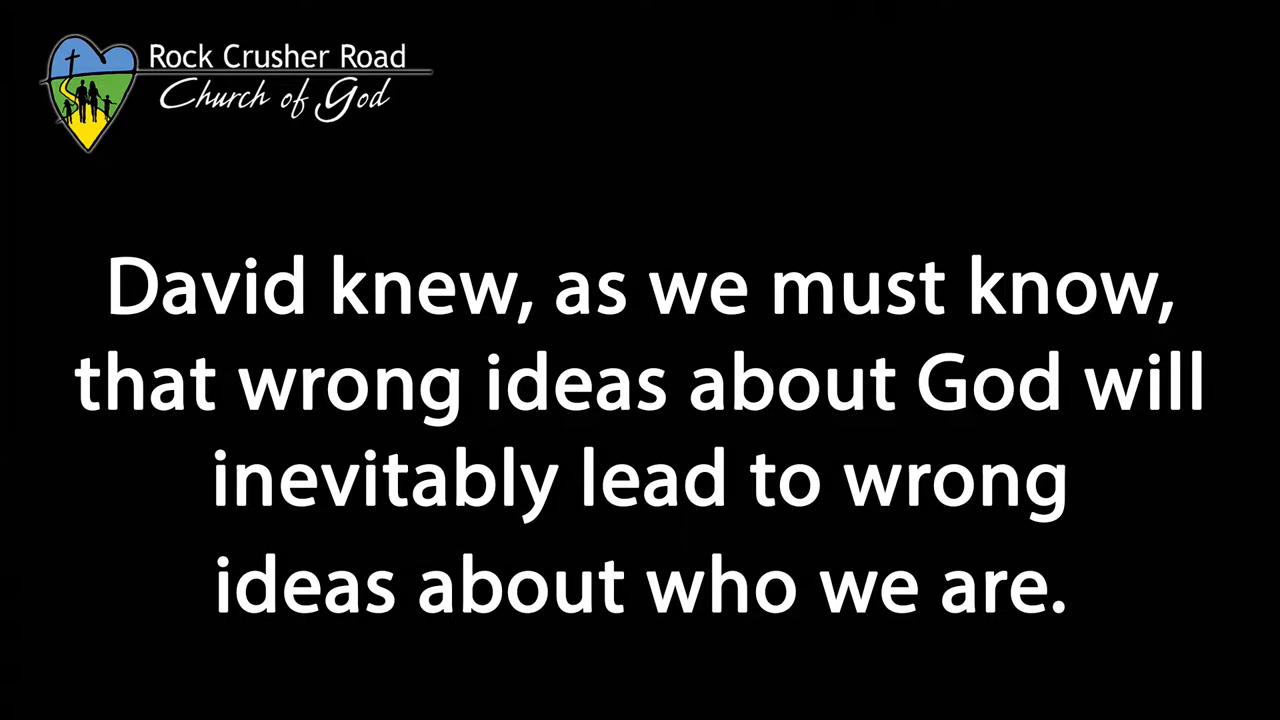 Rock Crusher Road
Church of God
David knew, as we must know,
that wrong ideas about God will
inevitably lead to wrong
ideas about who we are.